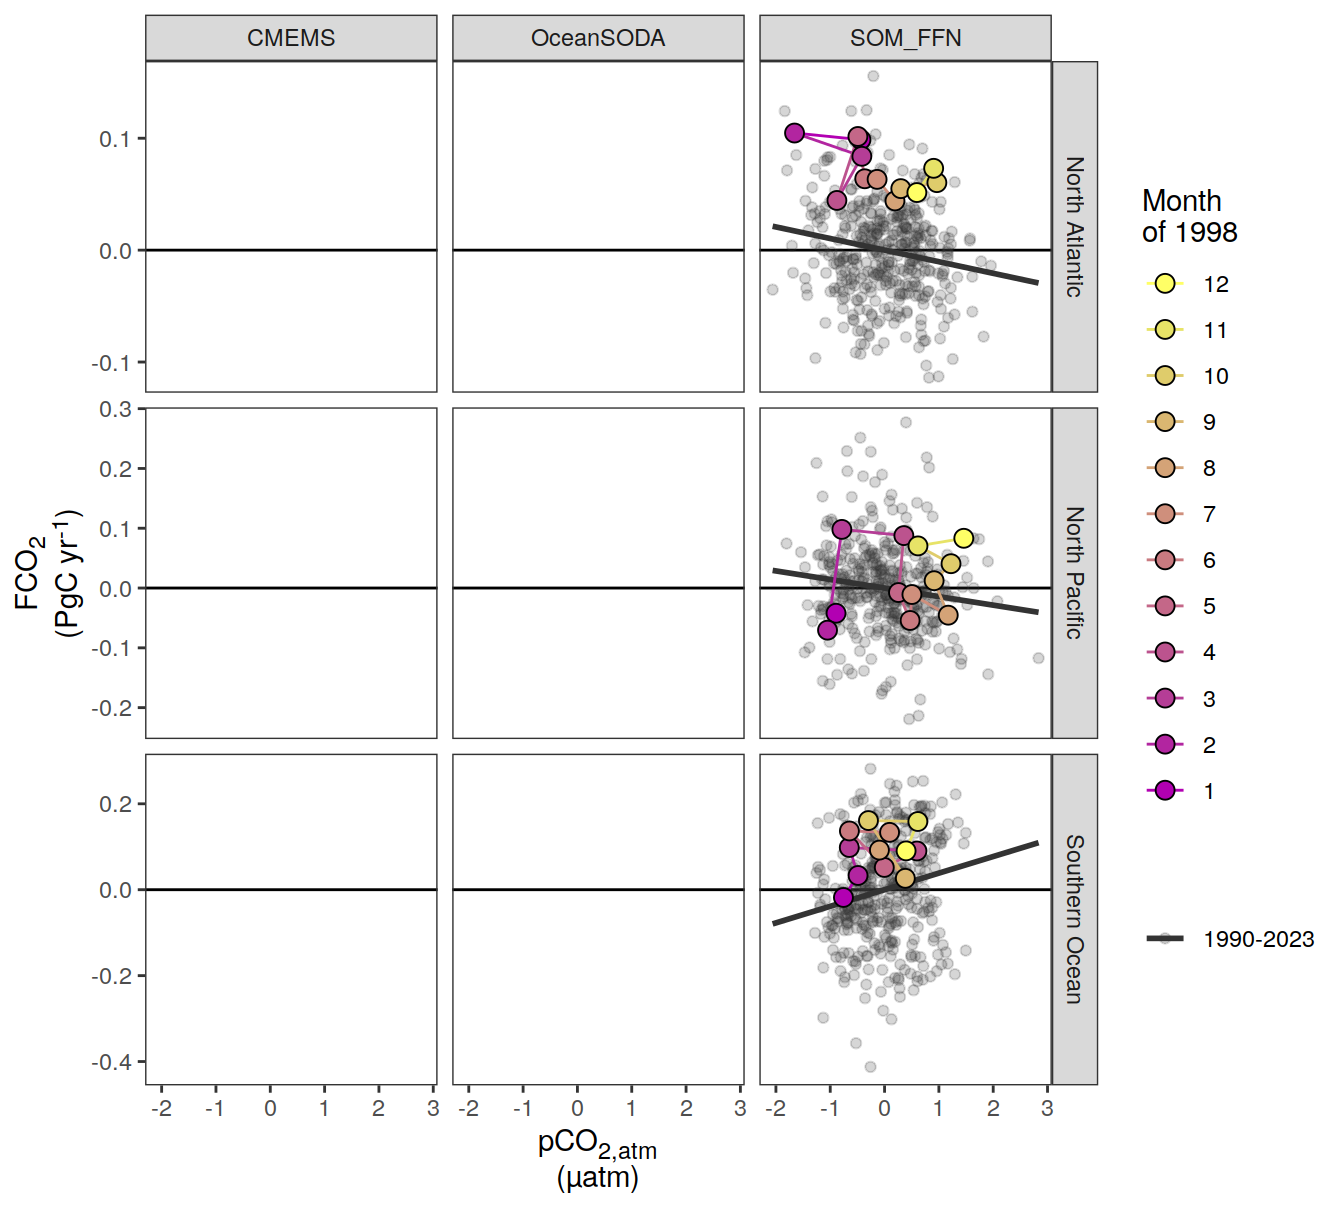 CMEMS OceanSODA SOM_FFN
0.1
0.0
-0.1
North Atlantic
0.3
0.2
0.1
0.0
-0.1
-0.2
North Pacific
0.2
0.0
-0.2
-0.4
Southern Ocean
-2 -1 0 1 2 3 -2 -1 0 1 2 3 -2 -1 0 1 2 3
FCO₂
(PgC yr⁻¹)
pCO₂,ₐₜₘ
(µatm)
Month
of 1998
12
11
10
9
8
7
6
5
4
3
2
1
1990-2023